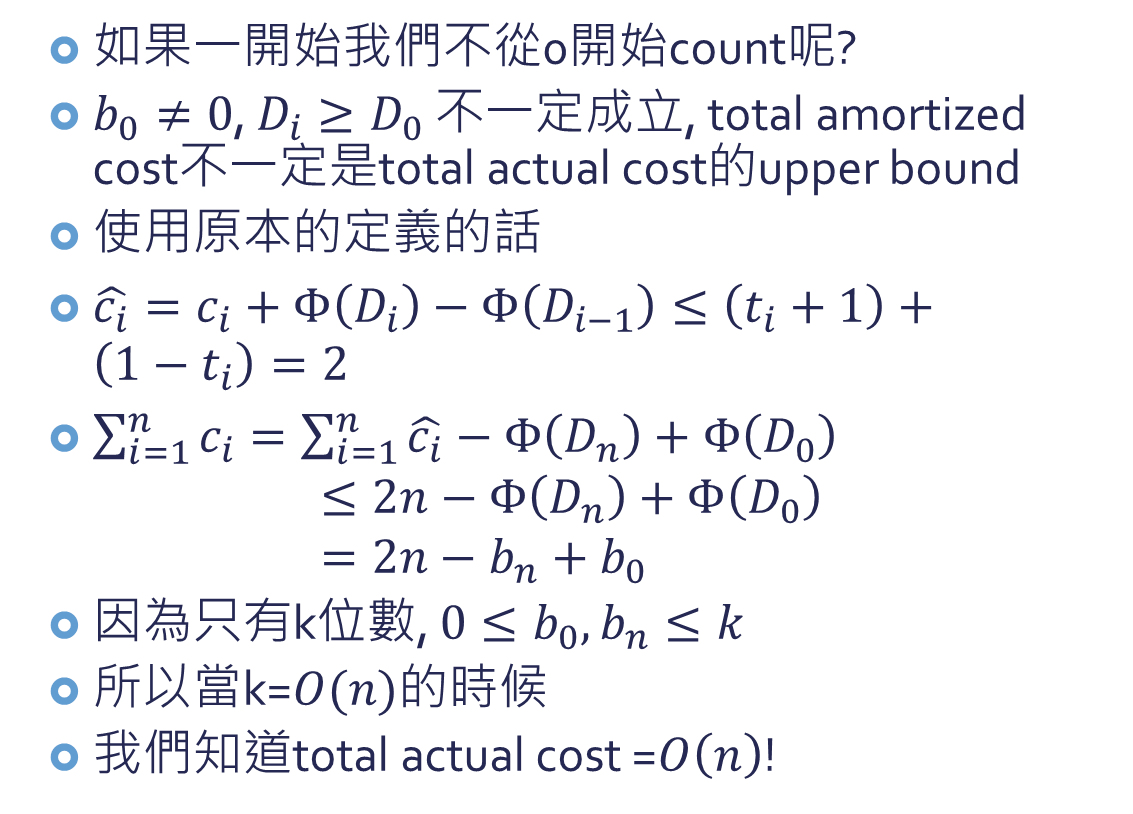 如果一開始我們不從0開始count呢?
b₀ ≠ 0, Dᵢ ≥ D₀ 不一定成立, total amortized
cost不一定是total actual cost的upper bound
使用原本的定義的話
ĉᵢ = cᵢ + Φ(Dᵢ) − Φ(Dᵢ₋₁) ≤ (tᵢ + 1) +
(1 − tᵢ) = 2
∑ⁿᵢ₌₁ cᵢ = ∑ⁿᵢ₌₁ ĉᵢ − Φ(Dₙ) + Φ(D₀)
≤ 2n − Φ(Dₙ) + Φ(D₀)
= 2n − bₙ + b₀
因為只有k位數, 0 ≤ b₀, bₙ ≤ k
所以當k=O(n)的時候
我們知道total actual cost =O(n)!